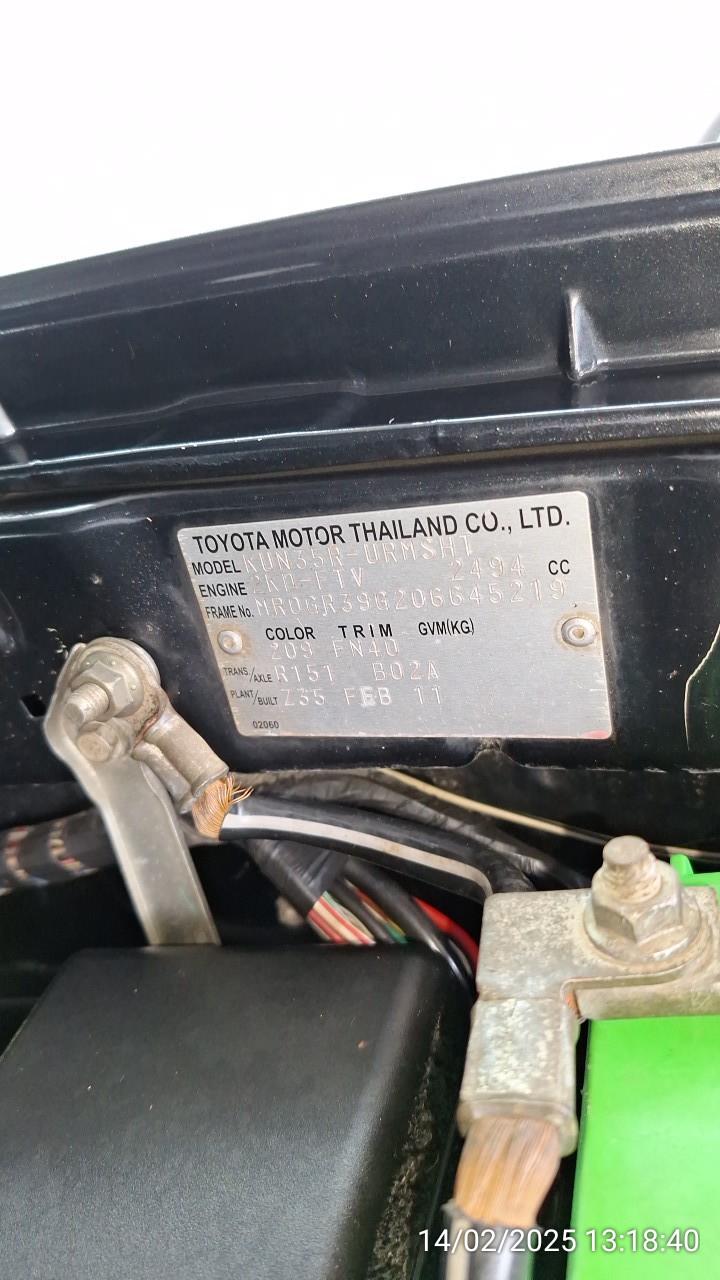 TOYOTA MOTOR THAILAND CO., LTD.
MODEL KUN35R-URMSHT
ENGINE 2KD-FTV 2494 CC
FRAME No. MR0GR39G206645219
COLOR TRIM GVM(KG)
209 FN40
TRANS./AXLE R151 B02A
PLANT/BUILT Z35 FEB 11
02060
14/02/2025 13:18:40